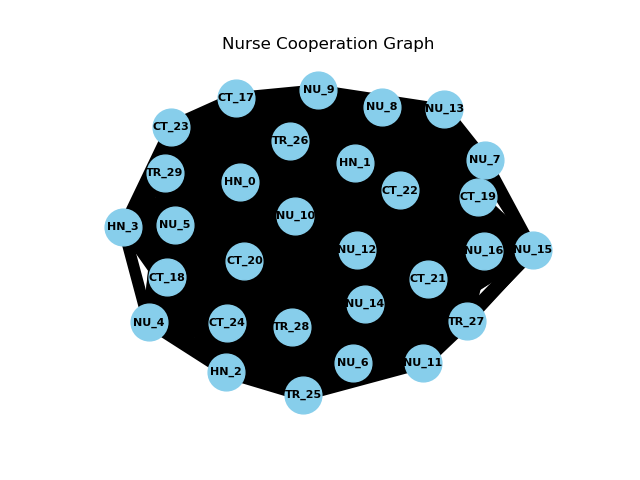 Nurse Cooperation Graph
NU_9
CT_17
NU_8
NU_13
CT_23
TR_26
NU_7
HN_1
TR_29
HN_0
CT_22
CT_19
NU_10
NU_5
HN_3
NU_12
NU_16
NU_15
CT_20
CT_18
CT_21
NU_14
NU_4
CT_24
TR_28
TR_27
NU_6
NU_11
HN_2
TR_25